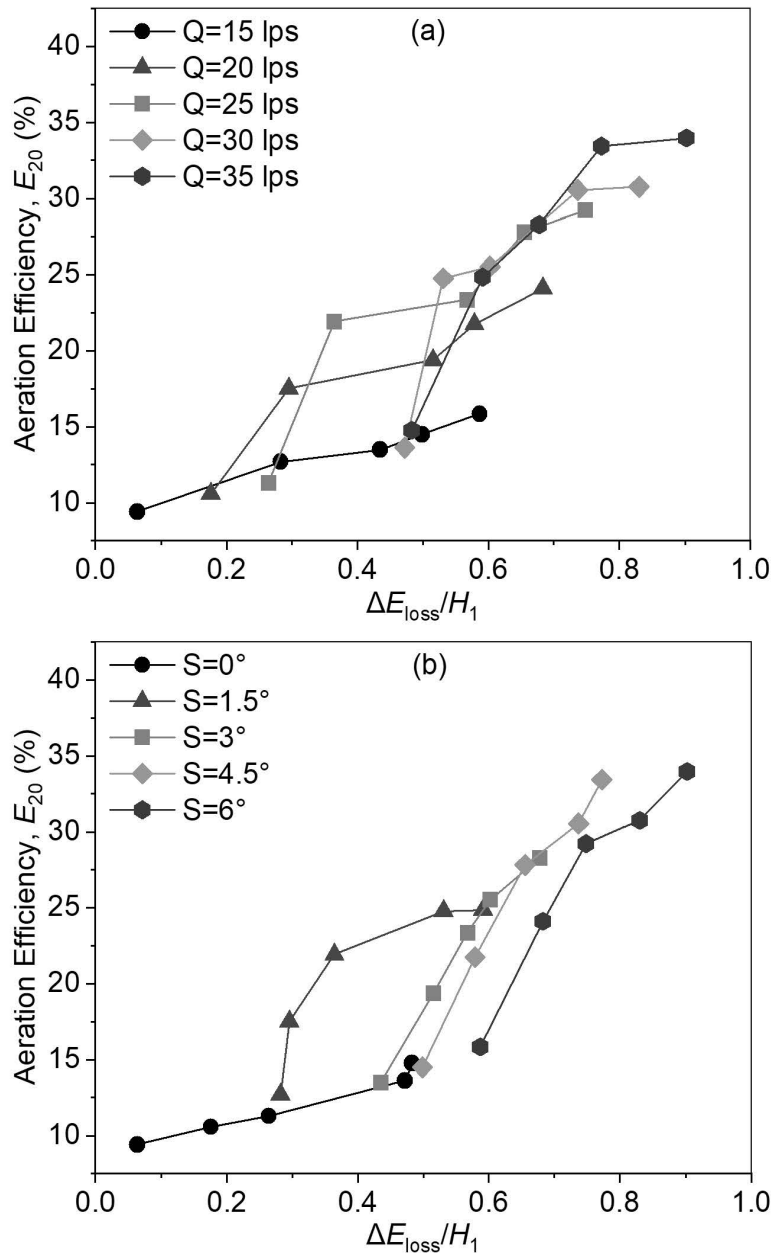 (a)
Q=15 lps
Q=20 lps
Q=25 lps
Q=30 lps
Q=35 lps
Aeration Efficiency, E₂₀ (%)
40
35
30
25
20
15
10
0.0 0.2 0.4 0.6 0.8 1.0
ΔE_loss/H₁
(b)
S=0°
S=1.5°
S=3°
S=4.5°
S=6°
Aeration Efficiency, E₂₀ (%)
40
35
30
25
20
15
10
0.0 0.2 0.4 0.6 0.8 1.0
ΔE_loss/H₁